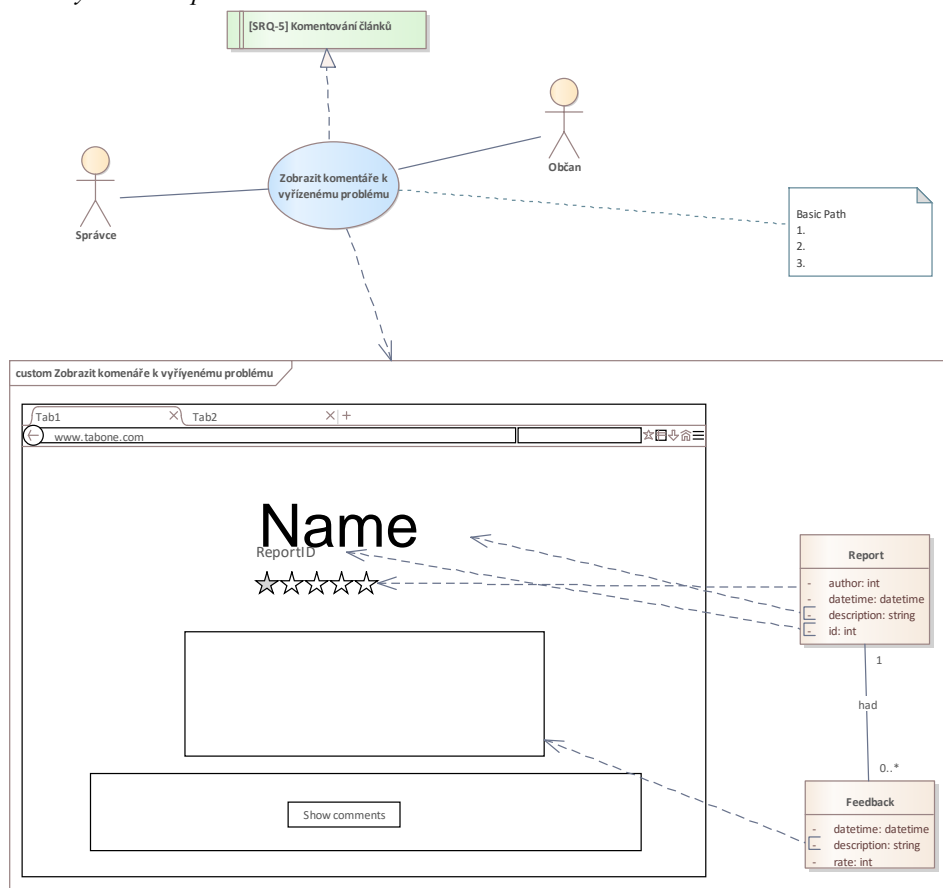 [SRQ-5] Komentování článků
Občan
Zobrazit komentáře k
vyřízenému problému
Správce
Basic Path
1.
2.
3.
custom Zobrazit komenáře k vyříyenému problému
Tab1
Tab2
www.tabone.com
Name
ReportID
Report
- author: int
- datetime: datetime
- description: string
- id: int
1
had
0..*
Show comments
Feedback
- datetime: datetime
- description: string
- rate: int